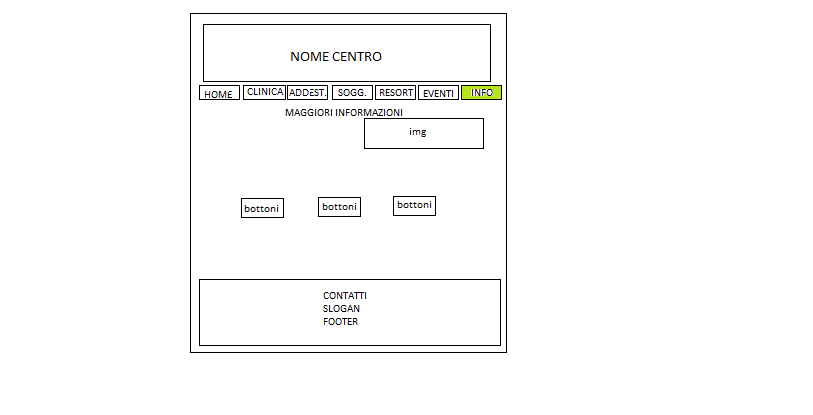 NOME CENTRO
HOME CLINICA ADDEST. SOGG. RESORT EVENTI INFO
MAGGIORI INFORMAZIONI
img
bottoni bottoni bottoni
CONTATTI
SLOGAN
FOOTER